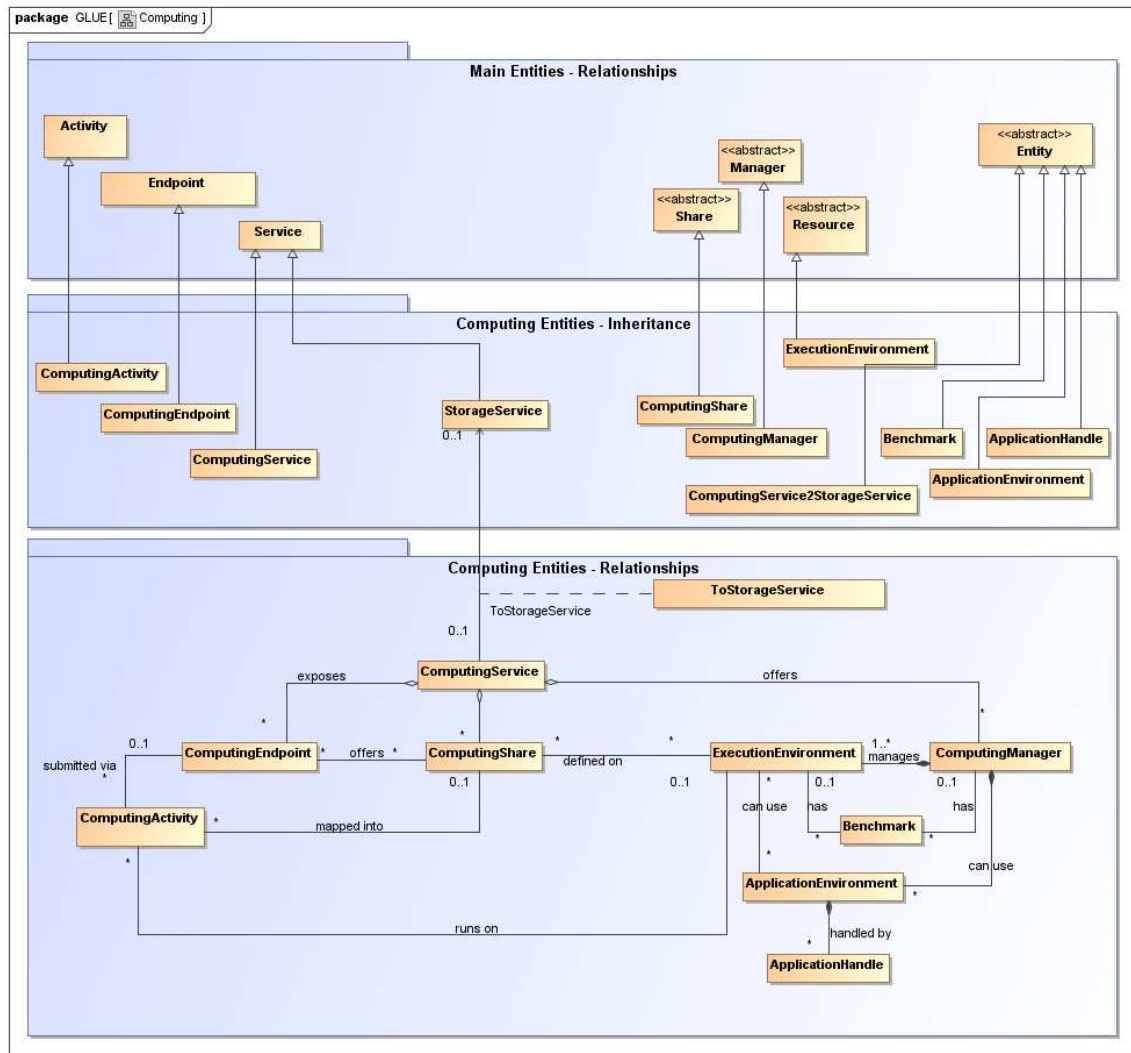 package GLUE[ Computing ]
Main Entities - Relationships
Activity
<<abstract>>
Entity
<<abstract>>
Manager
Endpoint
<<abstract>>
Share
<<abstract>>
Resource
Service
Computing Entities - Inheritance
ExecutionEnvironment
ComputingActivity
ComputingEndpoint
StorageService
ComputingShare
0..1
ComputingManager
Benchmark
ApplicationHandle
ComputingService
ApplicationEnvironment
ComputingService2StorageService
Computing Entities - Relationships
ToStorageService
ToStorageService
0..1
ComputingService
exposes
offers
*
*
*
*
*
0..1
ComputingEndpoint
*
offers
*
ComputingShare
defined on
ExecutionEnvironment
1..*
manages
ComputingManager
submitted via
*
0..1
0..1
*
0..1
0..1
can use
has
has
ComputingActivity
*
mapped into
*
Benchmark
*
*
*
can use
ApplicationEnvironment
*
runs on
handled by
*
ApplicationHandle